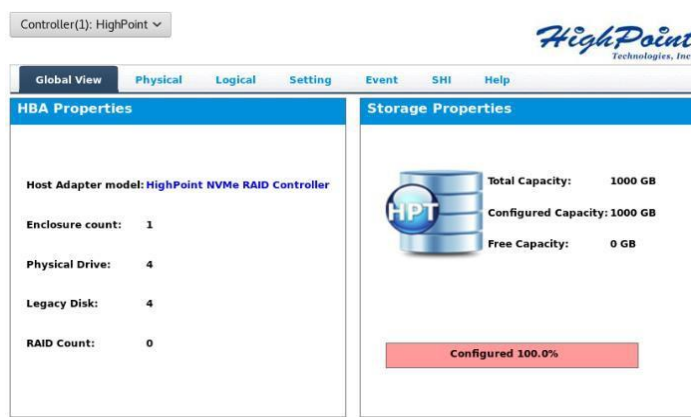 Controller(1): HighPoint
HighPoint
Technologies, Inc
Global View Physical Logical Setting Event SHI Help
HBA Properties
Host Adapter model: HighPoint NVMe RAID Controller
Enclosure count: 1
Physical Drive: 4
Legacy Disk: 4
RAID Count: 0
Storage Properties
HPT
Total Capacity: 1000 GB
Configured Capacity: 1000 GB
Free Capacity: 0 GB
Configured 100.0%